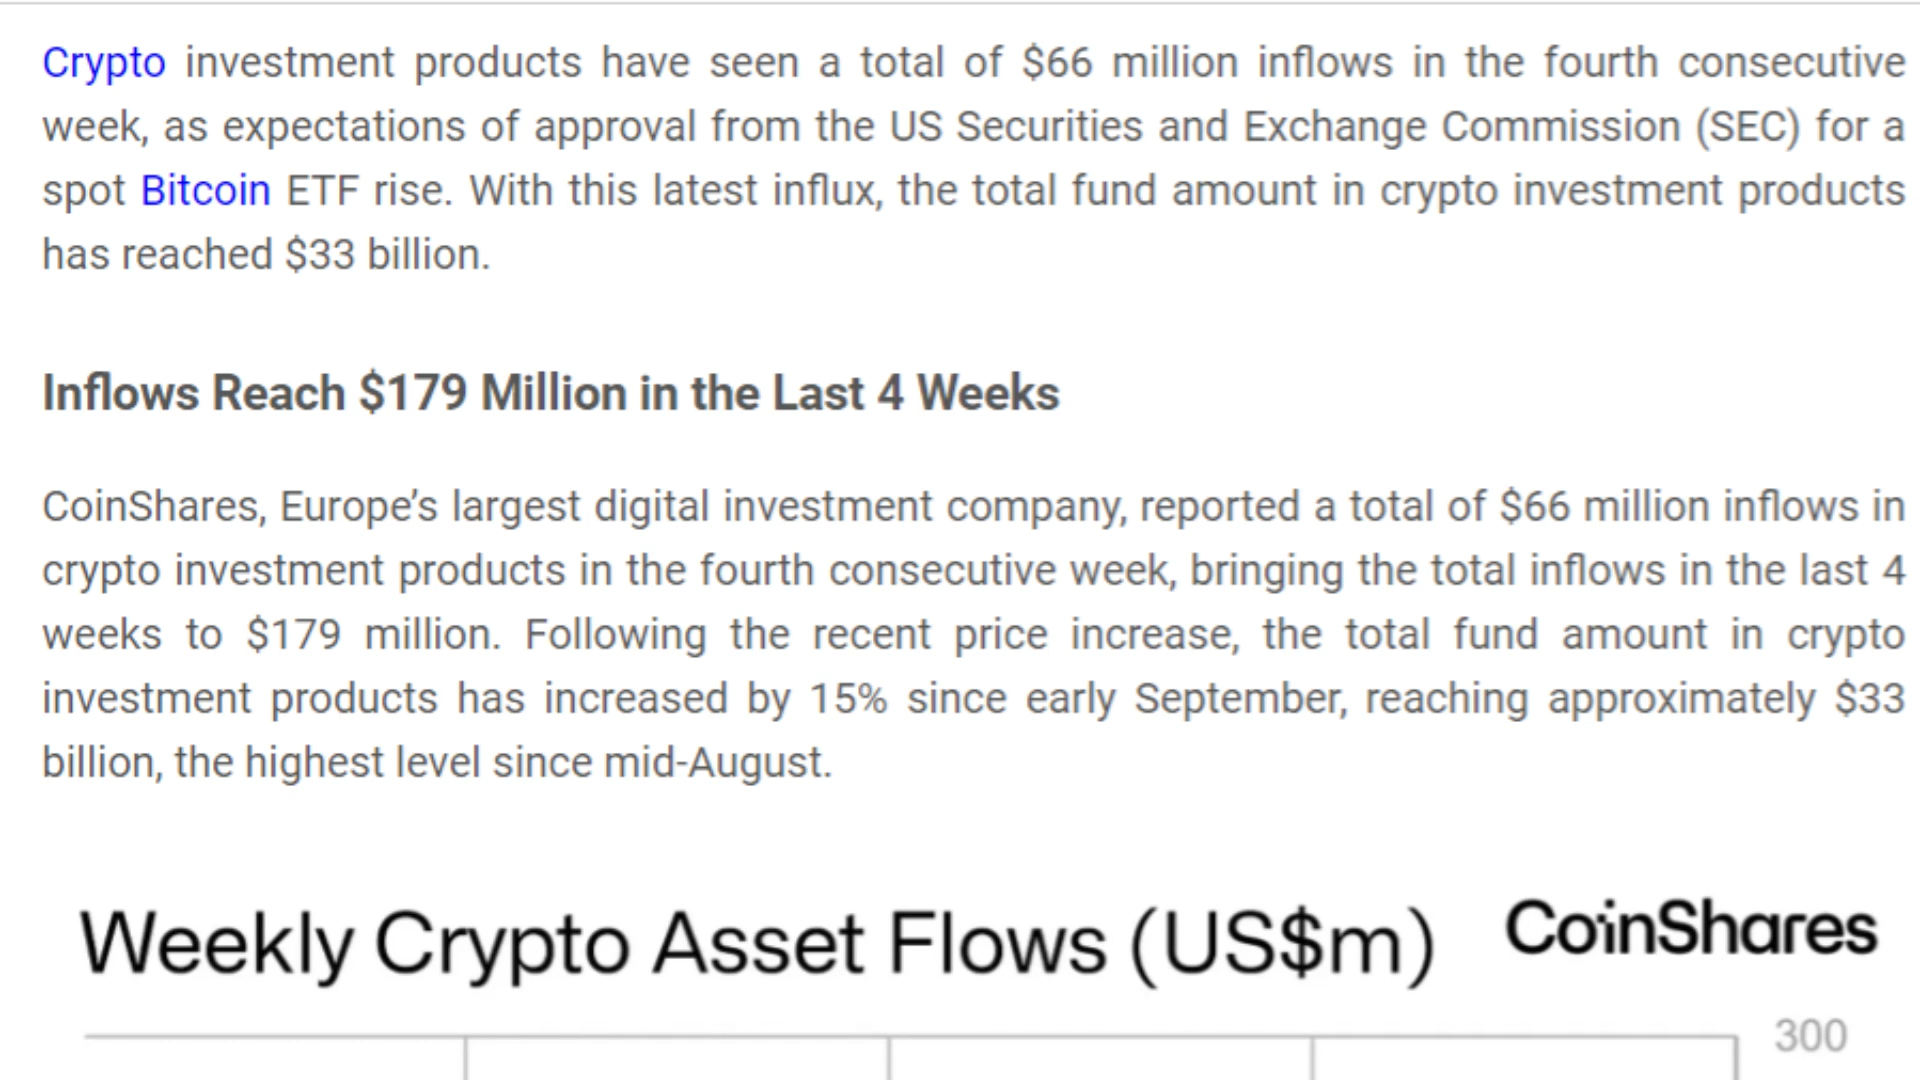 Crypto investment products have seen a total of $66 million inflows in the fourth consecutive
week, as expectations of approval from the US Securities and Exchange Commission (SEC) for a
spot Bitcoin ETF rise. With this latest influx, the total fund amount in crypto investment products
has reached $33 billion.
Inflows Reach $179 Million in the Last 4 Weeks
CoinShares, Europe’s largest digital investment company, reported a total of $66 million inflows in
crypto investment products in the fourth consecutive week, bringing the total inflows in the last 4
weeks to $179 million. Following the recent price increase, the total fund amount in crypto
investment products has increased by 15% since early September, reaching approximately $33
billion, the highest level since mid-August.
Weekly Crypto Asset Flows (US$m)
CoinShares
300